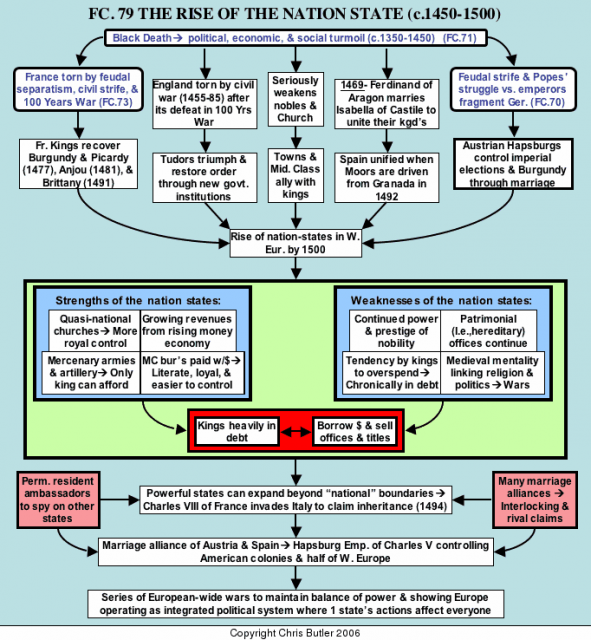 FC. 79 THE RISE OF THE NATION STATE (c.1450-1500)
Black Death→ political, economic, & social turmoil (c.1350-1450) (FC.71)
France torn by feudal
separatism, civil strife, &
100 Years War (FC.73)
England torn by civil
war (1455-85) after
its defeat in 100 Yrs
War
Seriously
weakens
nobles &
Church
1469- Ferdinand of
Aragon marries
Isabella of Castile to
unite their kgd's
Feudal strife & Popes'
struggle vs. emperors
fragment Ger. (FC.70)
Fr. Kings recover
Burgundy & Picardy
(1477), Anjou (1481), &
Brittany (1491)
Tudors triumph &
restore order
through new govt.
institutions
Towns &
Mid. Class
ally with
kings
Spain unified when
Moors are driven
from Granada in
1492
Austrian Hapsburgs
control imperial
elections & Burgundy
through marriage
Rise of nation-states in W.
Eur. by 1500
Strengths of the nation states:
Quasi-national
churches→ More
royal control
Growing revenues
from rising money
economy
Mercenary armies
& artillery→ Only
king can afford
MC bur's paid w/$→
Literate, loyal, &
easier to control
Weaknesses of the nation states:
Continued power
& prestige of
nobility
Patrimonial
(I.e.,hereditary)
offices continue
Tendency by kings
to overspend→
Chronically in debt
Medieval mentality
linking religion &
politics→ Wars
Kings heavily in
debt
Borrow $ & sell
offices & titles
Perm. resident
ambassadors
to spy on other
states
Powerful states can expand beyond "national" boundaries→
Charles VIII of France invades Italy to claim inheritance (1494)
Many marriage
alliances →
Interlocking &
rival claims
Marriage alliance of Austria & Spain→ Hapsburg Emp. of Charles V controlling
American colonies & half of W. Europe
Series of European-wide wars to maintain balance of power & showing Europe
operating as integrated political system where 1 state's actions affect everyone
Copyright Chris Butler 2006